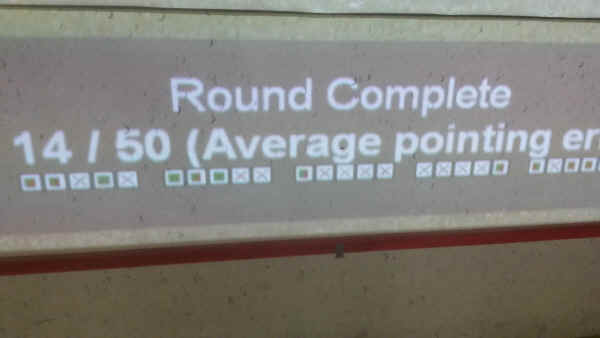 Round Complete
14 / 50 (Average pointing